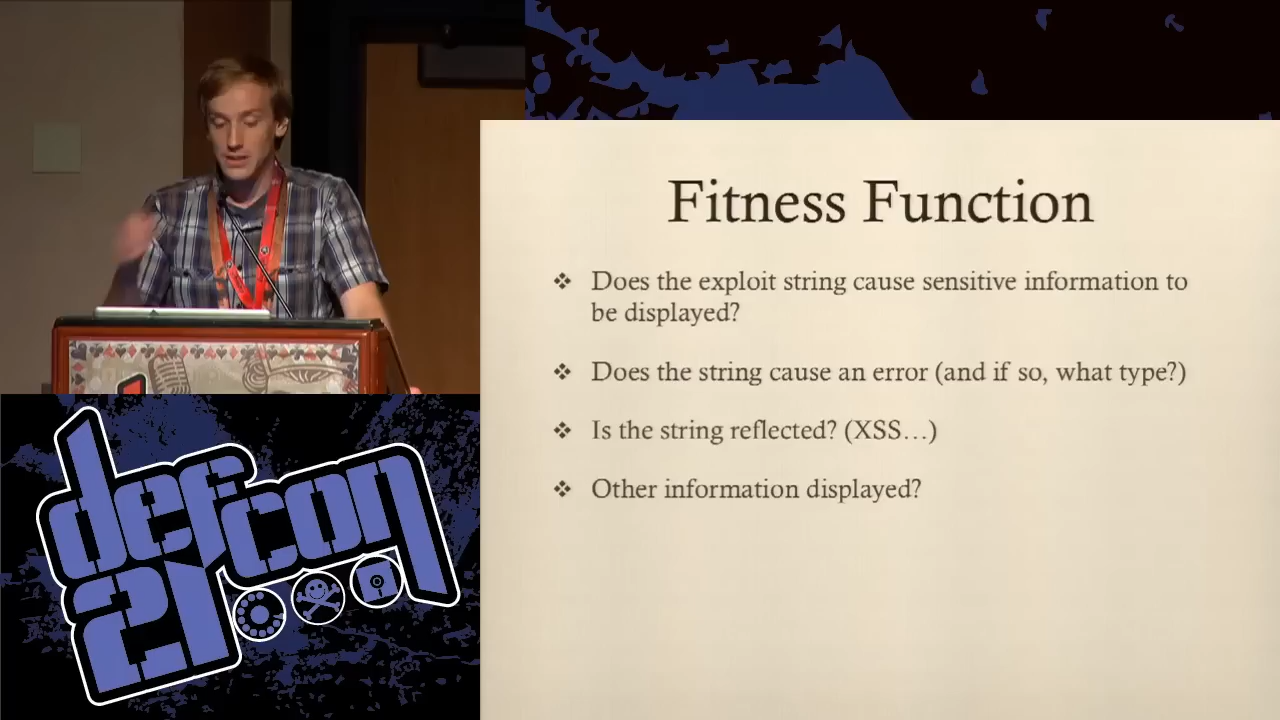 Fitness Function
❖ Does the exploit string cause sensitive information to
be displayed?
❖ Does the string cause an error (and if so, what type?)
❖ Is the string reflected? (XSS…)
❖ Other information displayed?
defcon
21